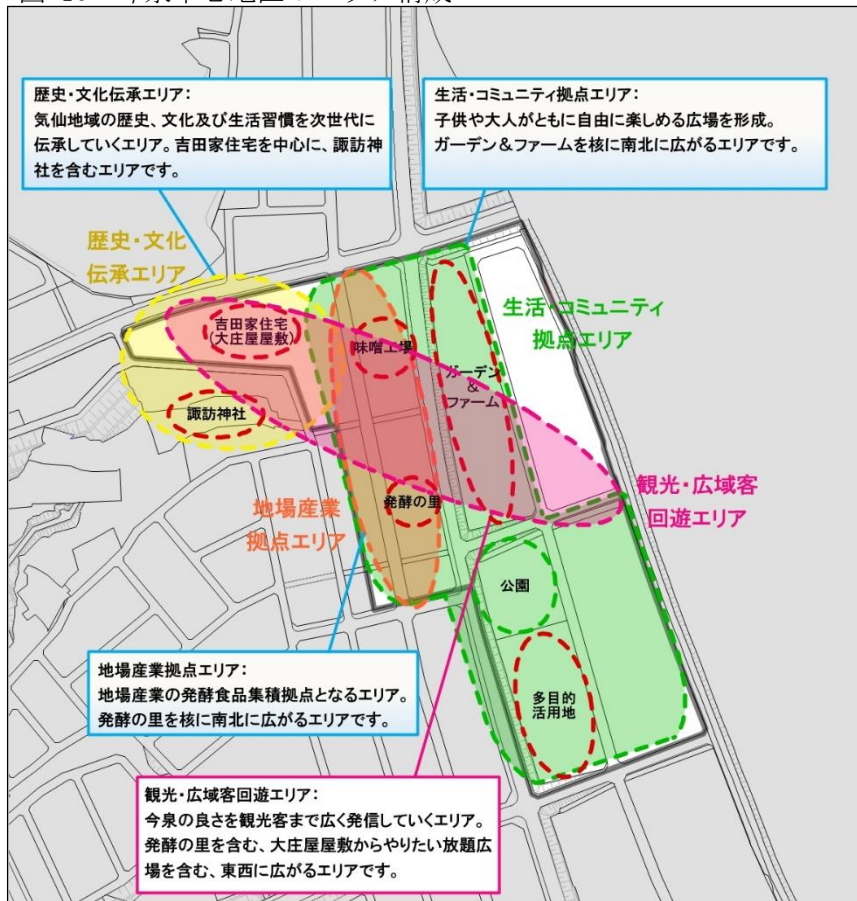 歴史・文化伝承エリア：
気仙地域の歴史、文化及び生活習慣を次世代に
伝承していくエリア。吉田家住宅を中心に、諏訪神
社を含むエリアです。
生活・コミュニティ拠点エリア：
子供や大人がともに自由に楽しめる広場を形成。
ガーデン＆ファームを核に南北に広がるエリアです。
歴史・文化
伝承エリア
吉田家住宅
(大庄屋屋敷)
味噌工場
生活・コミュニティ
拠点エリア
ガーデン
＆
ファーム
諏訪神社
発酵の里
地場産業
拠点エリア
観光・広域客
回遊エリア
公園
多目的
活用地
地場産業拠点エリア：
地場産業の発酵食品集積拠点となるエリア。
発酵の里を核に南北に広がるエリアです。
観光・広域客回遊エリア：
今泉の良さを観光客まで広く発信していくエリア。
発酵の里を含む、大庄屋屋敷からやりたい放題広
場を含む、東西に広がるエリアです。